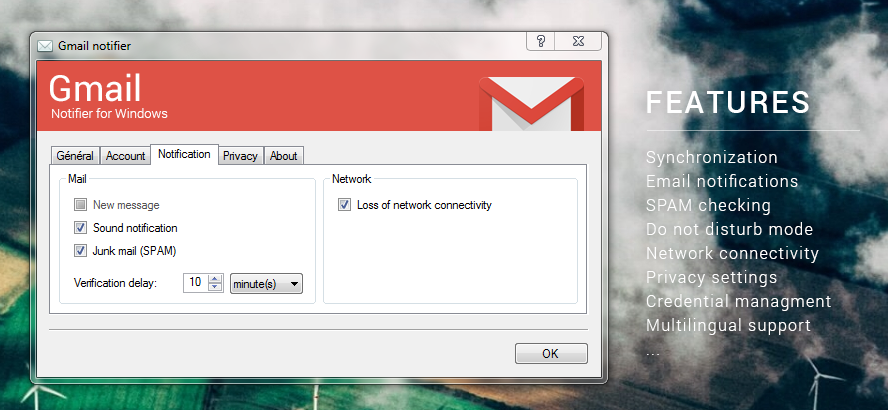 Gmail notifier
Gmail
Notifier for Windows
Général Account Notification Privacy About
Mail
New message
Sound notification
Junk mail (SPAM)
Verification delay: 10 minute(s)
Network
Loss of network connectivity
OK
FEATURES
Synchronization
Email notifications
SPAM checking
Do not disturb mode
Network connectivity
Privacy settings
Credential managment
Multilingual support
...